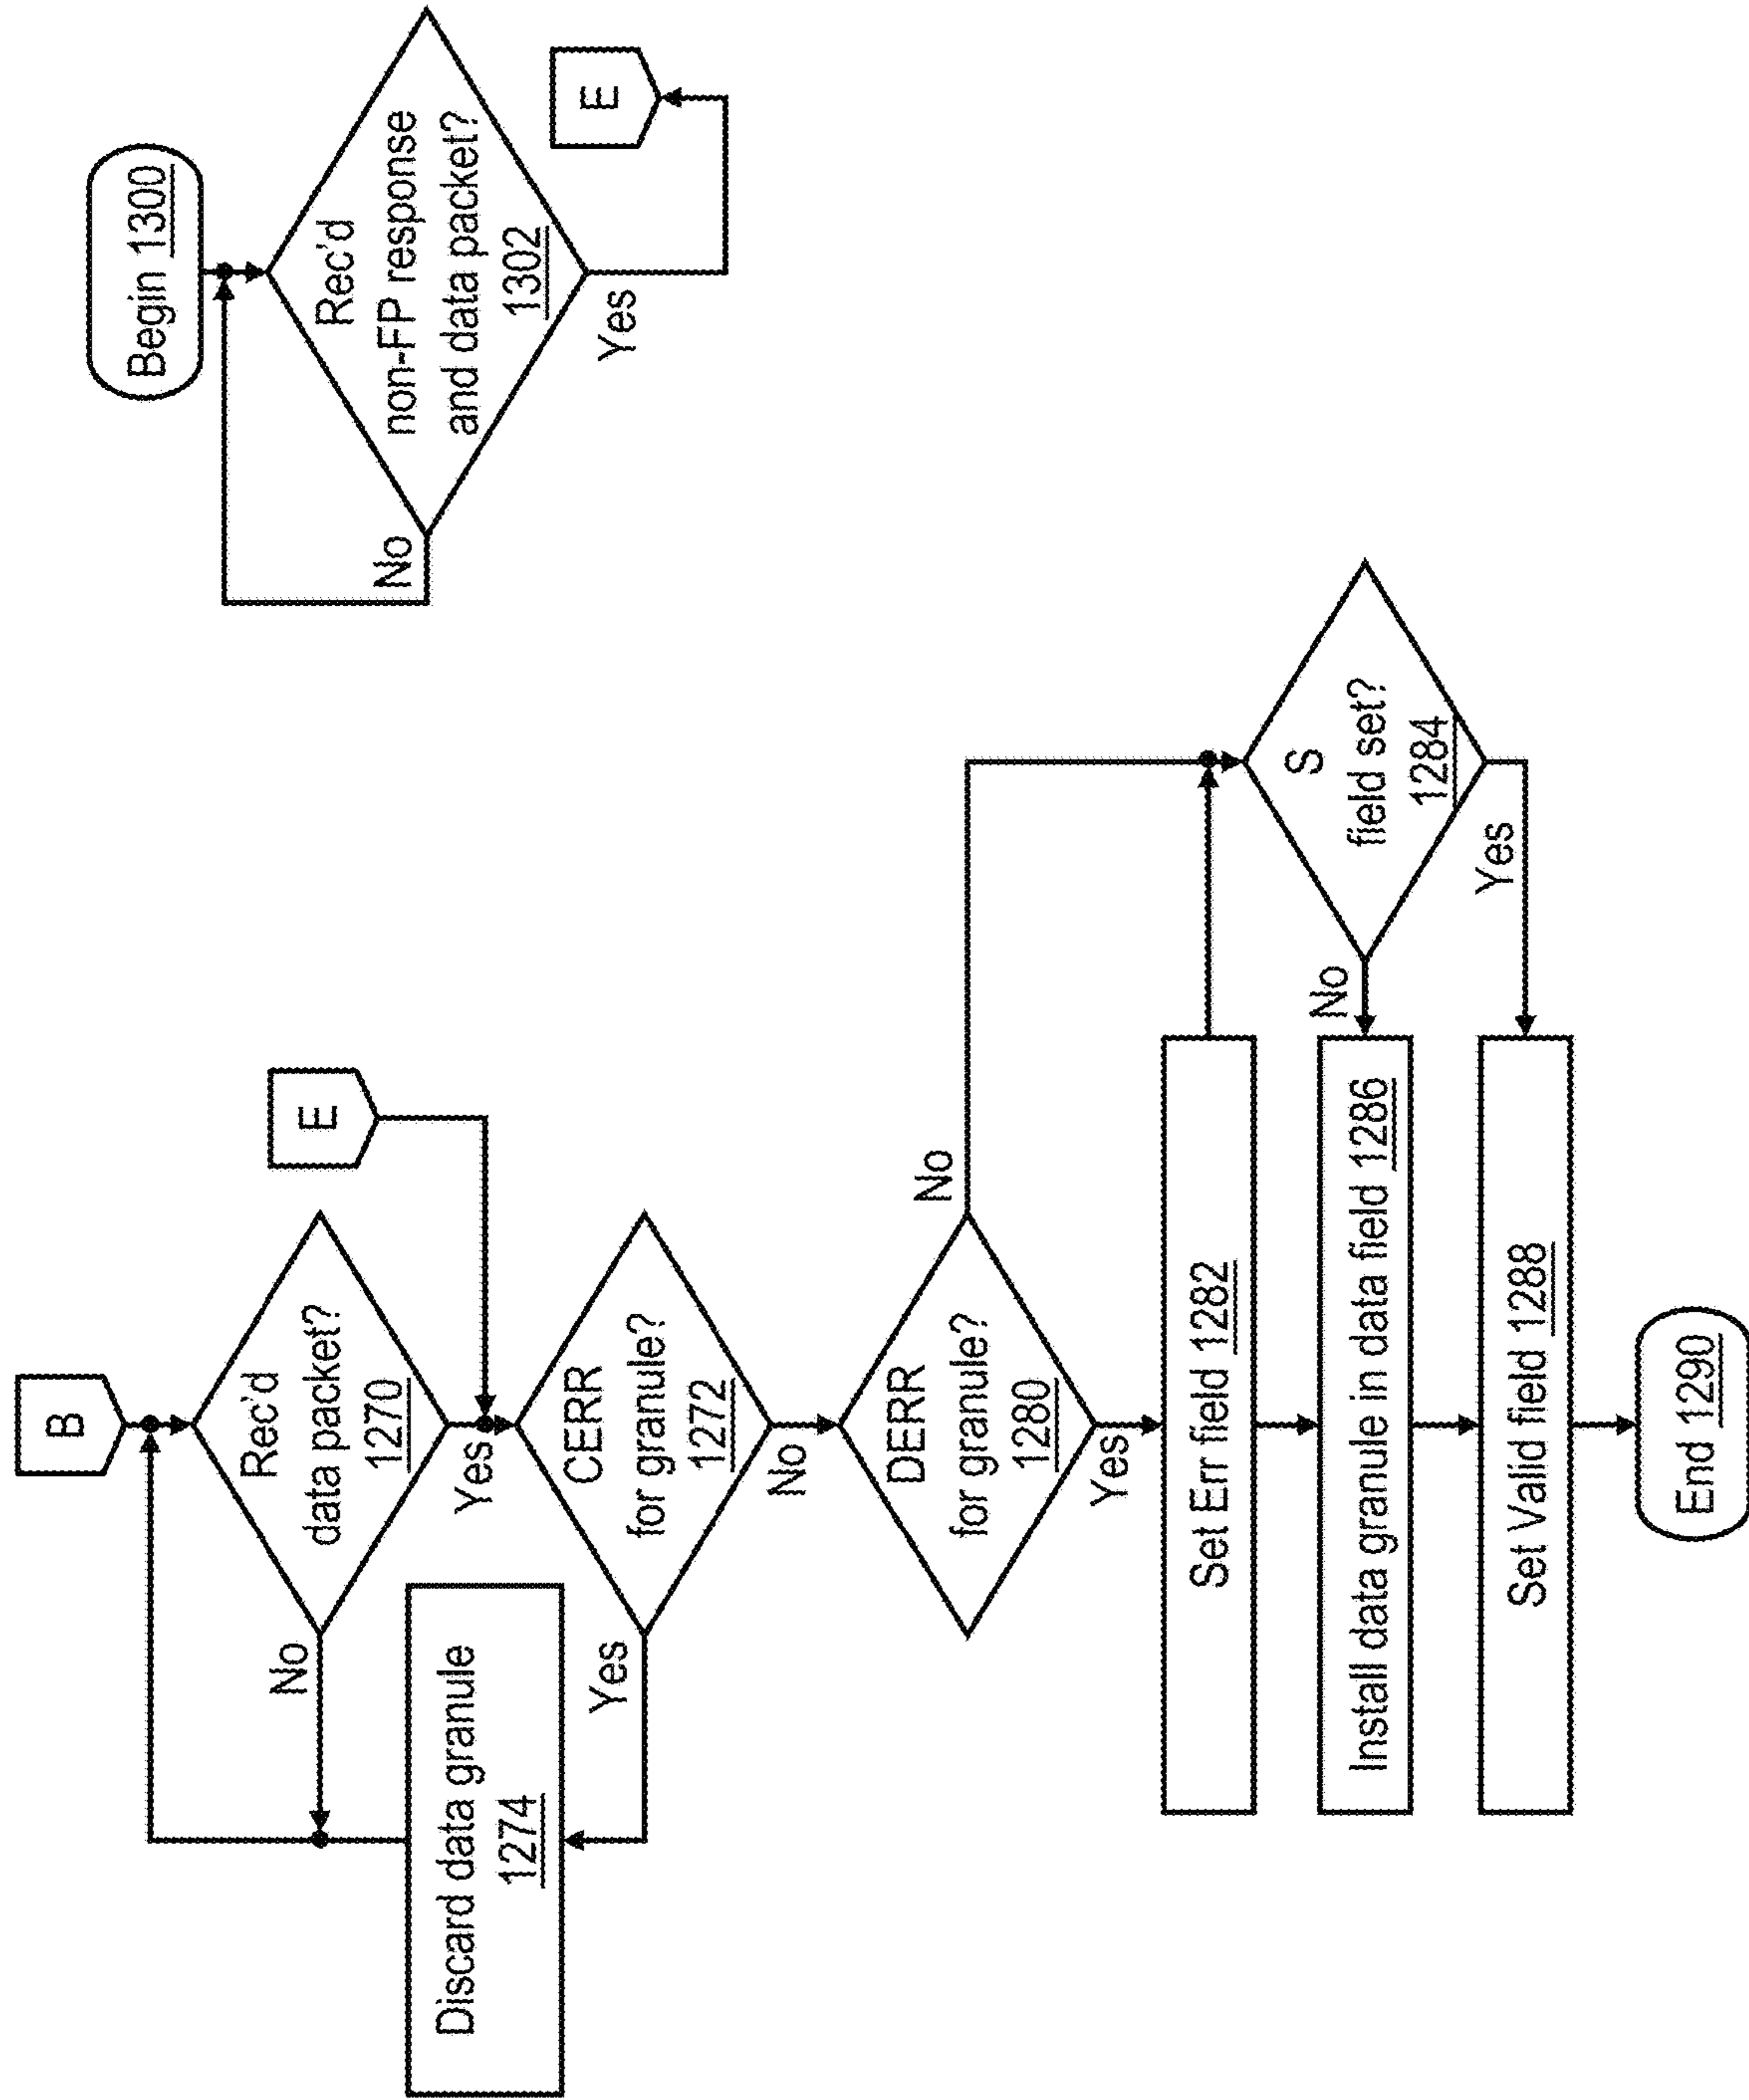 B
Rec'd
data packet?
1270
No
Yes
E
CERR
for granule?
1272
Yes
No
Discard data granule
1274
DERR
for granule?
1280
No
Yes
Set Err field 1282
S
field set?
1284
No
Yes
Install data granule in data field 1286
Set Valid field 1288
End 1290
Begin 1300
Rec'd
non-FP response
and data packet?
1302
No
Yes
E